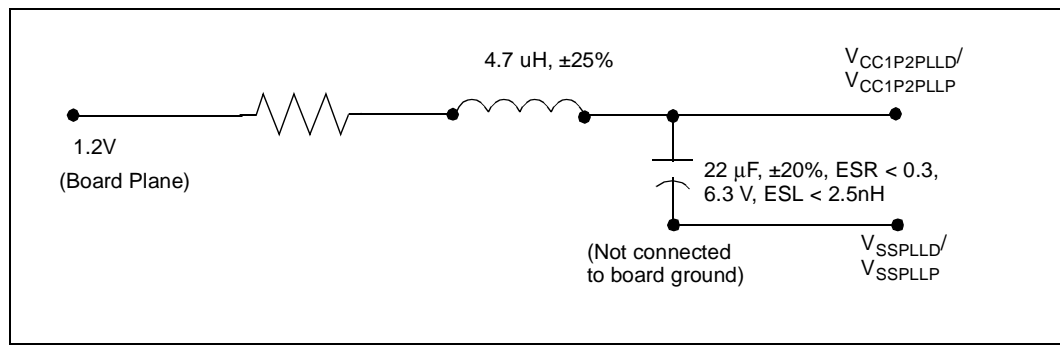 4.7 uH, ±25%
VCC1P2PLLD/
VCC1P2PLLP
1.2V
(Board Plane)
22 μF, ±20%, ESR < 0.3,
6.3 V, ESL < 2.5nH
(Not connected
to board ground)
VSSPLLD/
VSSPLLP